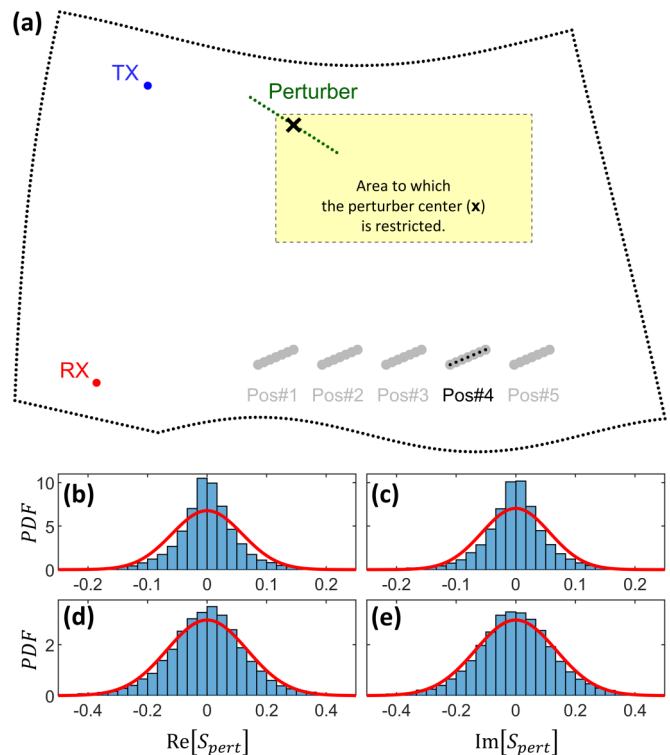 (a)
TX
Perturber
Area to which
the perturber center (x)
is restricted.
RX
Pos#1 Pos#2 Pos#3 Pos#4 Pos#5
(b) (c)
10
5
0
PDF
-0.2 -0.1 0 0.1 0.2 -0.2 -0.1 0 0.1 0.2
(d) (e)
2
0
PDF
-0.4 -0.2 0 0.2 0.4 -0.4 -0.2 0 0.2 0.4
Re[S_pert] Im[S_pert]